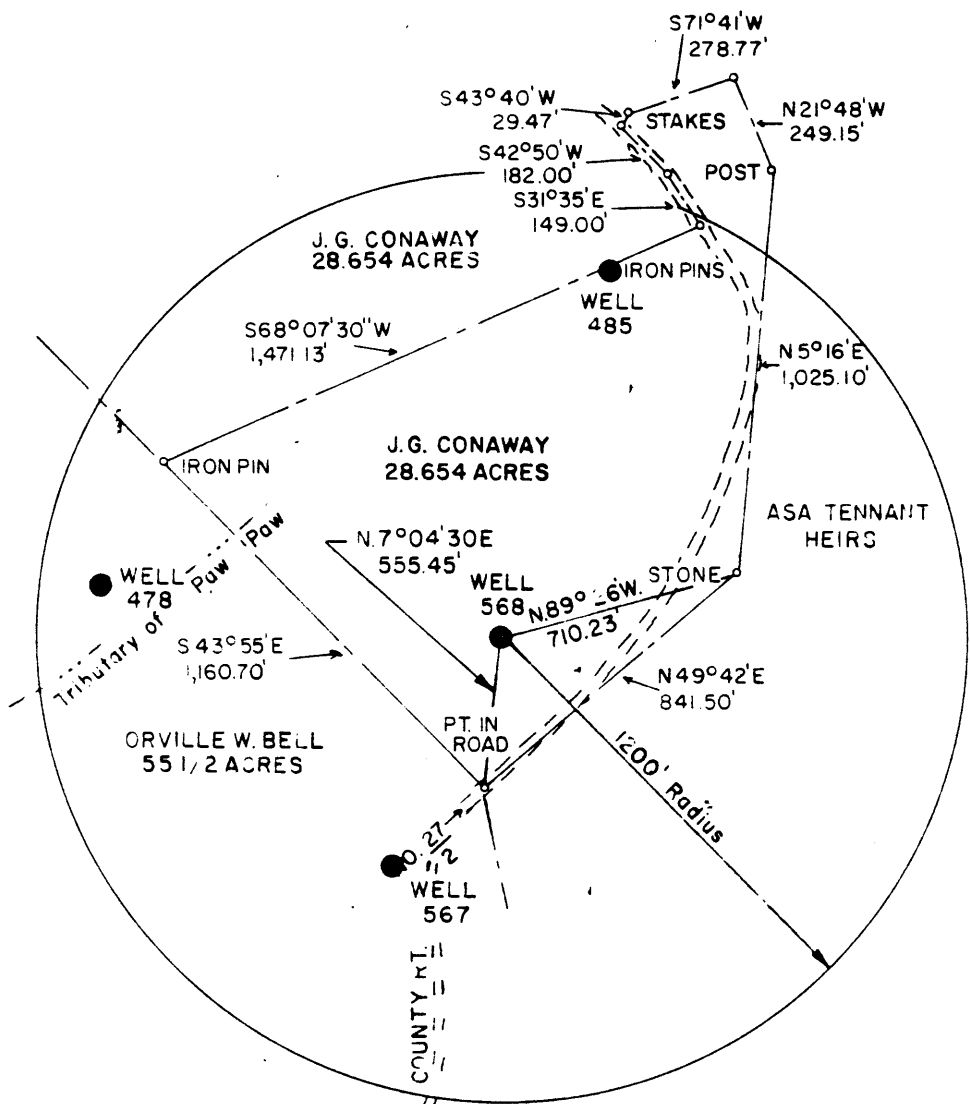 S71°41'W
278.77'
S43°40'W
29.47'
STAKES
N21°48'W
249.15'
S42°50'W
182.00'
POST
S31°35'E
149.00'
J.G. CONAWAY
28.654 ACRES
IRON PINS
WELL
485
S68°07'30"W
1,471.13'
N5°16'E
1,025.10'
IRON PIN
J.G. CONAWAY
28.654 ACRES
ASA TENNANT
HEIRS
N.7°04'30E
555.45'
Tributary of Paw Paw
WELL
478
WELL
568
STONE
710.23'
S43°55'E
1,160.70'
N49°42'E
841.50'
PT. IN
ROAD
ORVILLE W. BELL
55 1/2 ACRES
1200' Radius
WELL
567
COUNTY